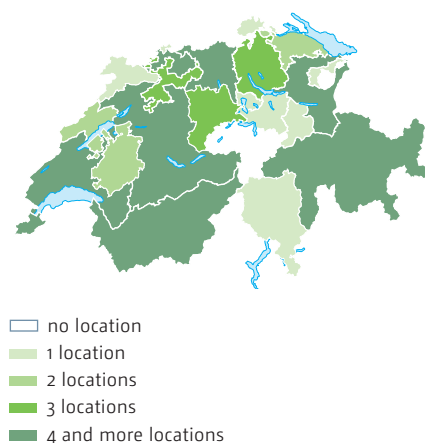 no location
1 location
2 locations
3 locations
4 and more locations